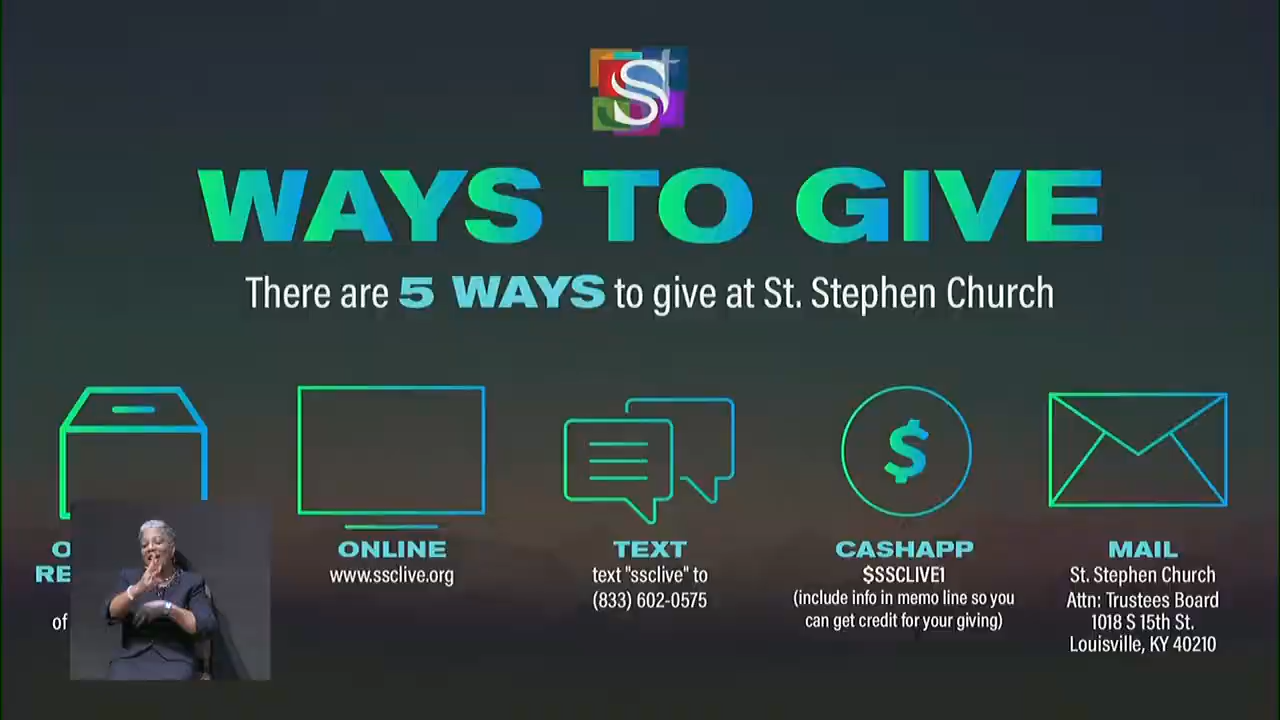 St
WAYS TO GIVE
There are 5 WAYS to give at St. Stephen Church
ONLINE
www.ssclive.org
TEXT
text "ssclive" to
(833) 602-0575
CASHAPP
$SSCLIVE1
(include info in memo line so you
can get credit for your giving)
MAIL
St. Stephen Church
Attn: Trustees Board
1018 S 15th St.
Louisville, KY 40210